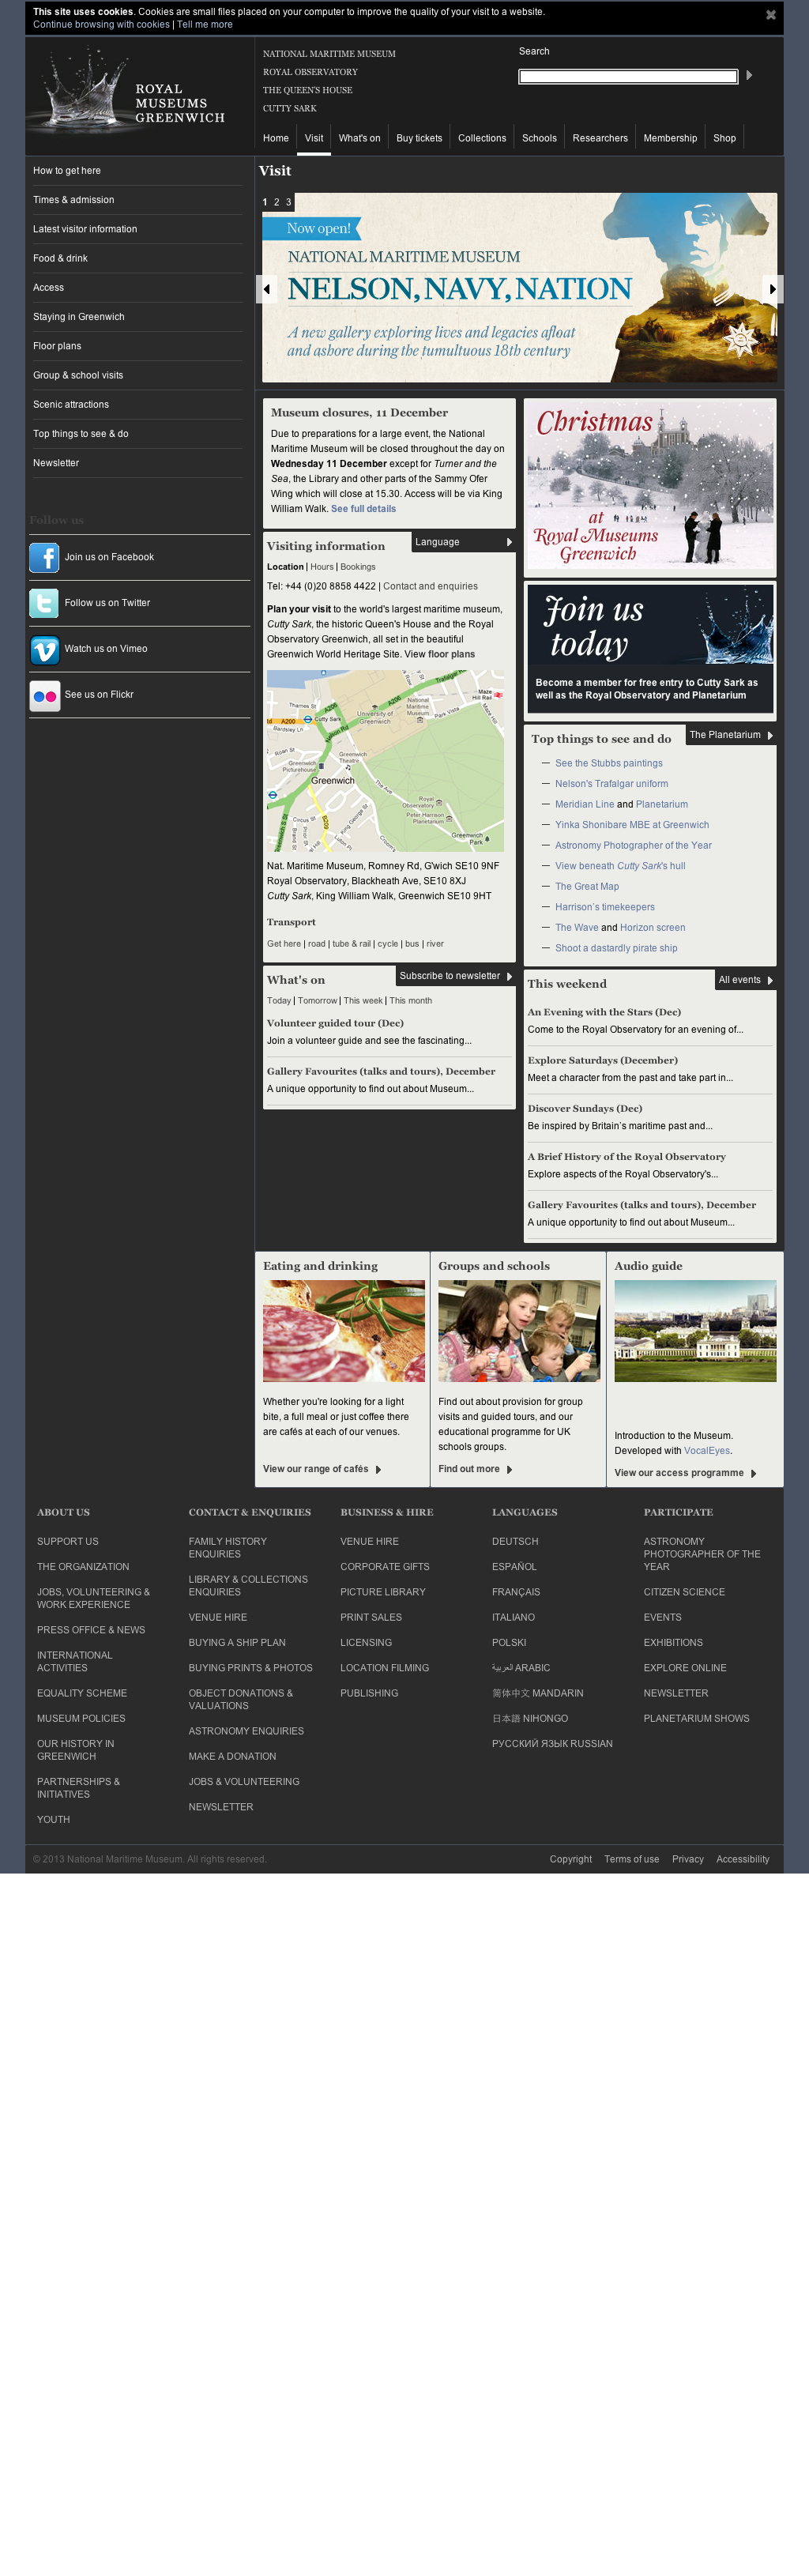 This site uses cookies. Cookies are small files placed on your computer to improve the quality of your visit to a website.
Continue browsing with cookies | Tell me more
ROYAL
MUSEUMS
GREENWICH
NATIONAL MARITIME MUSEUM
ROYAL OBSERVATORY
THE QUEEN'S HOUSE
CUTTY SARK
Search
Home
Visit
What's on
Buy tickets
Collections
Schools
Researchers
Membership
Shop
How to get here
Times & admission
Latest visitor information
Food & drink
Access
Staying in Greenwich
Floor plans
Group & school visits
Scenic attractions
Top things to see & do
Newsletter
Follow us
Join us on Facebook
Follow us on Twitter
Watch us on Vimeo
See us on Flickr
Visit
1 2 3
Now open!
NATIONAL MARITIME MUSEUM
NELSON, NAVY, NATION
A new gallery exploring lives and legacies afloat
and ashore during the tumultuous 18th century
Museum closures, 11 December
Due to preparations for a large event, the National
Maritime Museum will be closed throughout the day on
Wednesday 11 December except for Turner and the
Sea, the Library and other parts of the Sammy Ofer
Wing which will close at 15.30. Access will be via King
William Walk. See full details
Visiting information
Language
Location | Hours | Bookings
Tel: +44 (0)20 8858 4422 | Contact and enquiries
Plan your visit to the world's largest maritime museum,
Cutty Sark, the historic Queen's House and the Royal
Observatory Greenwich, all set in the beautiful
Greenwich World Heritage Site. View floor plans
Trafalgar Road
Maze
Hill Rail
A206
National
Maritime
Museum
University of
Greenwich
Park Vista
A200
Cutty Sark
A206
Bardsley Ln
Nelson Rd
Roan St
Greenwich
Theatre
Greenwich
Picturehouse
Greenwich
The Ave
Maze Hill
Royal
Observatory
Peter Harrison
Planetarium
B209
King George St
Royal Hill
Greenwich S St
Greenwich
Park
Nat. Maritime Museum, Romney Rd, G'wich SE10 9NF
Royal Observatory, Blackheath Ave, SE10 8XJ
Cutty Sark, King William Walk, Greenwich SE10 9HT
Transport
Get here | road | tube & rail | cycle | bus | river
What's on
Subscribe to newsletter
Today | Tomorrow | This week | This month
Volunteer guided tour (Dec)
Join a volunteer guide and see the fascinating...
Gallery Favourites (talks and tours), December
A unique opportunity to find out about Museum...
Christmas
at
Royal Museums
Greenwich
Join us
today
Become a member for free entry to Cutty Sark as
well as the Royal Observatory and Planetarium
Top things to see and do
The Planetarium
— See the Stubbs paintings
— Nelson's Trafalgar uniform
— Meridian Line and Planetarium
— Yinka Shonibare MBE at Greenwich
— Astronomy Photographer of the Year
— View beneath Cutty Sark's hull
— The Great Map
— Harrison's timekeepers
— The Wave and Horizon screen
— Shoot a dastardly pirate ship
This weekend
All events
An Evening with the Stars (Dec)
Come to the Royal Observatory for an evening of...
Explore Saturdays (December)
Meet a character from the past and take part in...
Discover Sundays (Dec)
Be inspired by Britain's maritime past and...
A Brief History of the Royal Observatory
Explore aspects of the Royal Observatory's...
Gallery Favourites (talks and tours), December
A unique opportunity to find out about Museum...
Eating and drinking
Whether you're looking for a light
bite, a full meal or just coffee there
are cafés at each of our venues.
View our range of cafés
Groups and schools
Find out about provision for group
visits and guided tours, and our
educational programme for UK
schools groups.
Find out more
Audio guide
Introduction to the Museum.
Developed with VocalEyes.
View our access programme
ABOUT US
SUPPORT US
THE ORGANIZATION
JOBS, VOLUNTEERING &
WORK EXPERIENCE
PRESS OFFICE & NEWS
INTERNATIONAL
ACTIVITIES
EQUALITY SCHEME
MUSEUM POLICIES
OUR HISTORY IN
GREENWICH
PARTNERSHIPS &
INITIATIVES
YOUTH
CONTACT & ENQUIRIES
FAMILY HISTORY
ENQUIRIES
LIBRARY & COLLECTIONS
ENQUIRIES
VENUE HIRE
BUYING A SHIP PLAN
BUYING PRINTS & PHOTOS
OBJECT DONATIONS &
VALUATIONS
ASTRONOMY ENQUIRIES
MAKE A DONATION
JOBS & VOLUNTEERING
NEWSLETTER
BUSINESS & HIRE
VENUE HIRE
CORPORATE GIFTS
PICTURE LIBRARY
PRINT SALES
LICENSING
LOCATION FILMING
PUBLISHING
LANGUAGES
DEUTSCH
ESPAÑOL
FRANÇAIS
ITALIANO
POLSKI
العربية ARABIC
简体中文 MANDARIN
日本語 NIHONGO
РУССКИЙ ЯЗЫК RUSSIAN
PARTICIPATE
ASTRONOMY
PHOTOGRAPHER OF THE
YEAR
CITIZEN SCIENCE
EVENTS
EXHIBITIONS
EXPLORE ONLINE
NEWSLETTER
PLANETARIUM SHOWS
© 2013 National Maritime Museum. All rights reserved.
Copyright
Terms of use
Privacy
Accessibility